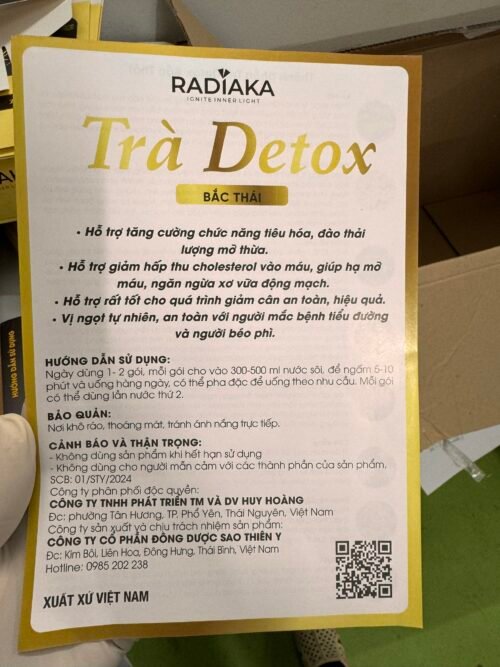 RADIAKA
IGNITE INNER LIGHT
Trà Detox
BẮC THÁI
• Hỗ trợ tăng cường chức năng tiêu hóa, đào thải
lượng mỡ thừa.
• Hỗ trợ giảm hấp thu cholesterol vào máu, giúp hạ mỡ
máu, ngăn ngừa xơ vữa động mạch.
• Hỗ trợ rất tốt cho quá trình giảm cân an toàn, hiệu quả.
• Vị ngọt tự nhiên, an toàn với người mắc bệnh tiểu đường
và người béo phì.
HƯỚNG DẪN SỬ DỤNG:
Ngày dùng 1- 2 gói, mỗi gói cho vào 300-500 ml nước sôi, để ngấm 5-10
phút và uống hàng ngày, có thể pha đặc để uống theo nhu cầu. Mỗi gói
có thể dùng lần nước thứ 2.
BẢO QUẢN:
Nơi khô ráo, thoáng mát, tránh ánh nắng trực tiếp.
CẢNH BÁO VÀ THẬN TRỌNG:
- Không dùng sản phẩm khi hết hạn sử dụng
- Không dùng cho người mẫn cảm với các thành phần của sản phẩm.
SCB: 01/STY/2024
Công ty phân phối độc quyền:
CÔNG TY TNHH PHÁT TRIỂN TM VÀ DV HUY HOÀNG
Đc: phường Tân Hương, TP. Phổ Yên, Thái Nguyên, Việt Nam
Công ty sản xuất và chịu trách nhiệm sản phẩm:
CÔNG TY CỔ PHẦN ĐÔNG DƯỢC SAO THIÊN Y
Đc: Kim Bôi, Liên Hoa, Đông Hưng, Thái Bình, Việt Nam
Hotline: 0985 202 238
XUẤT XỨ VIỆT NAM
HƯỚNG DẪN SỬ DỤNG